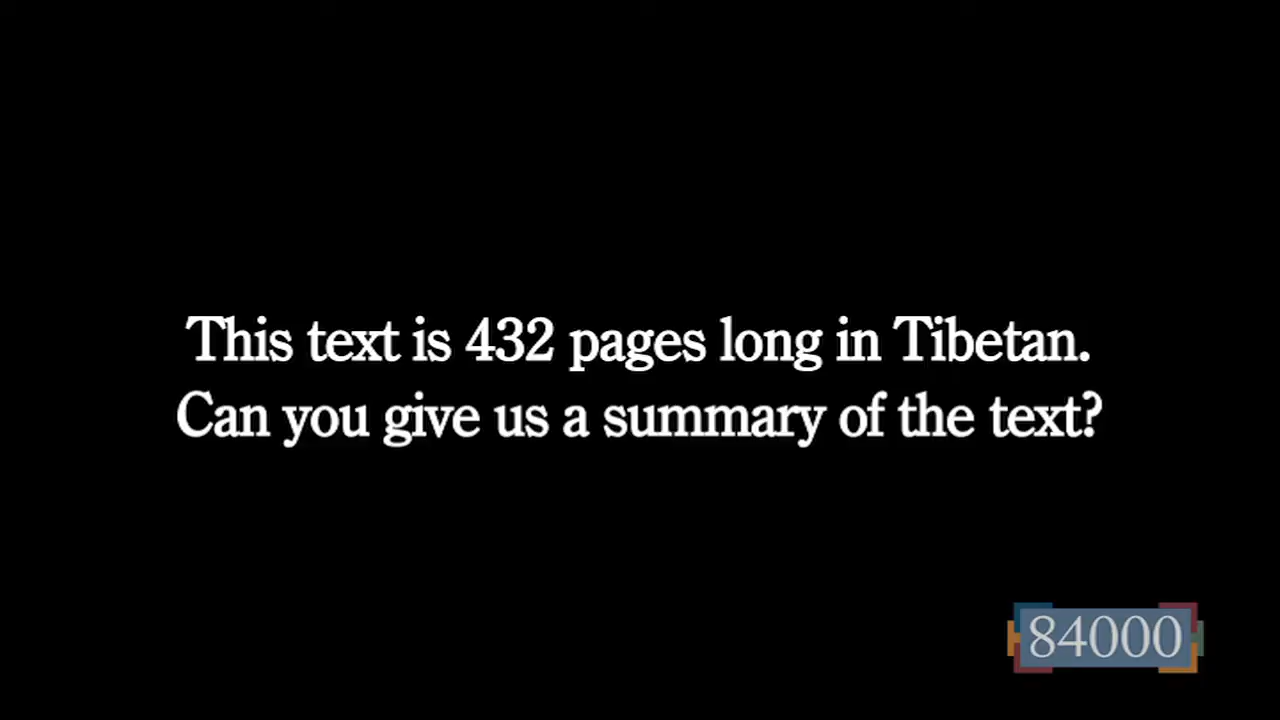 This text is 432 pages long in Tibetan.
Can you give us a summary of the text?
84000